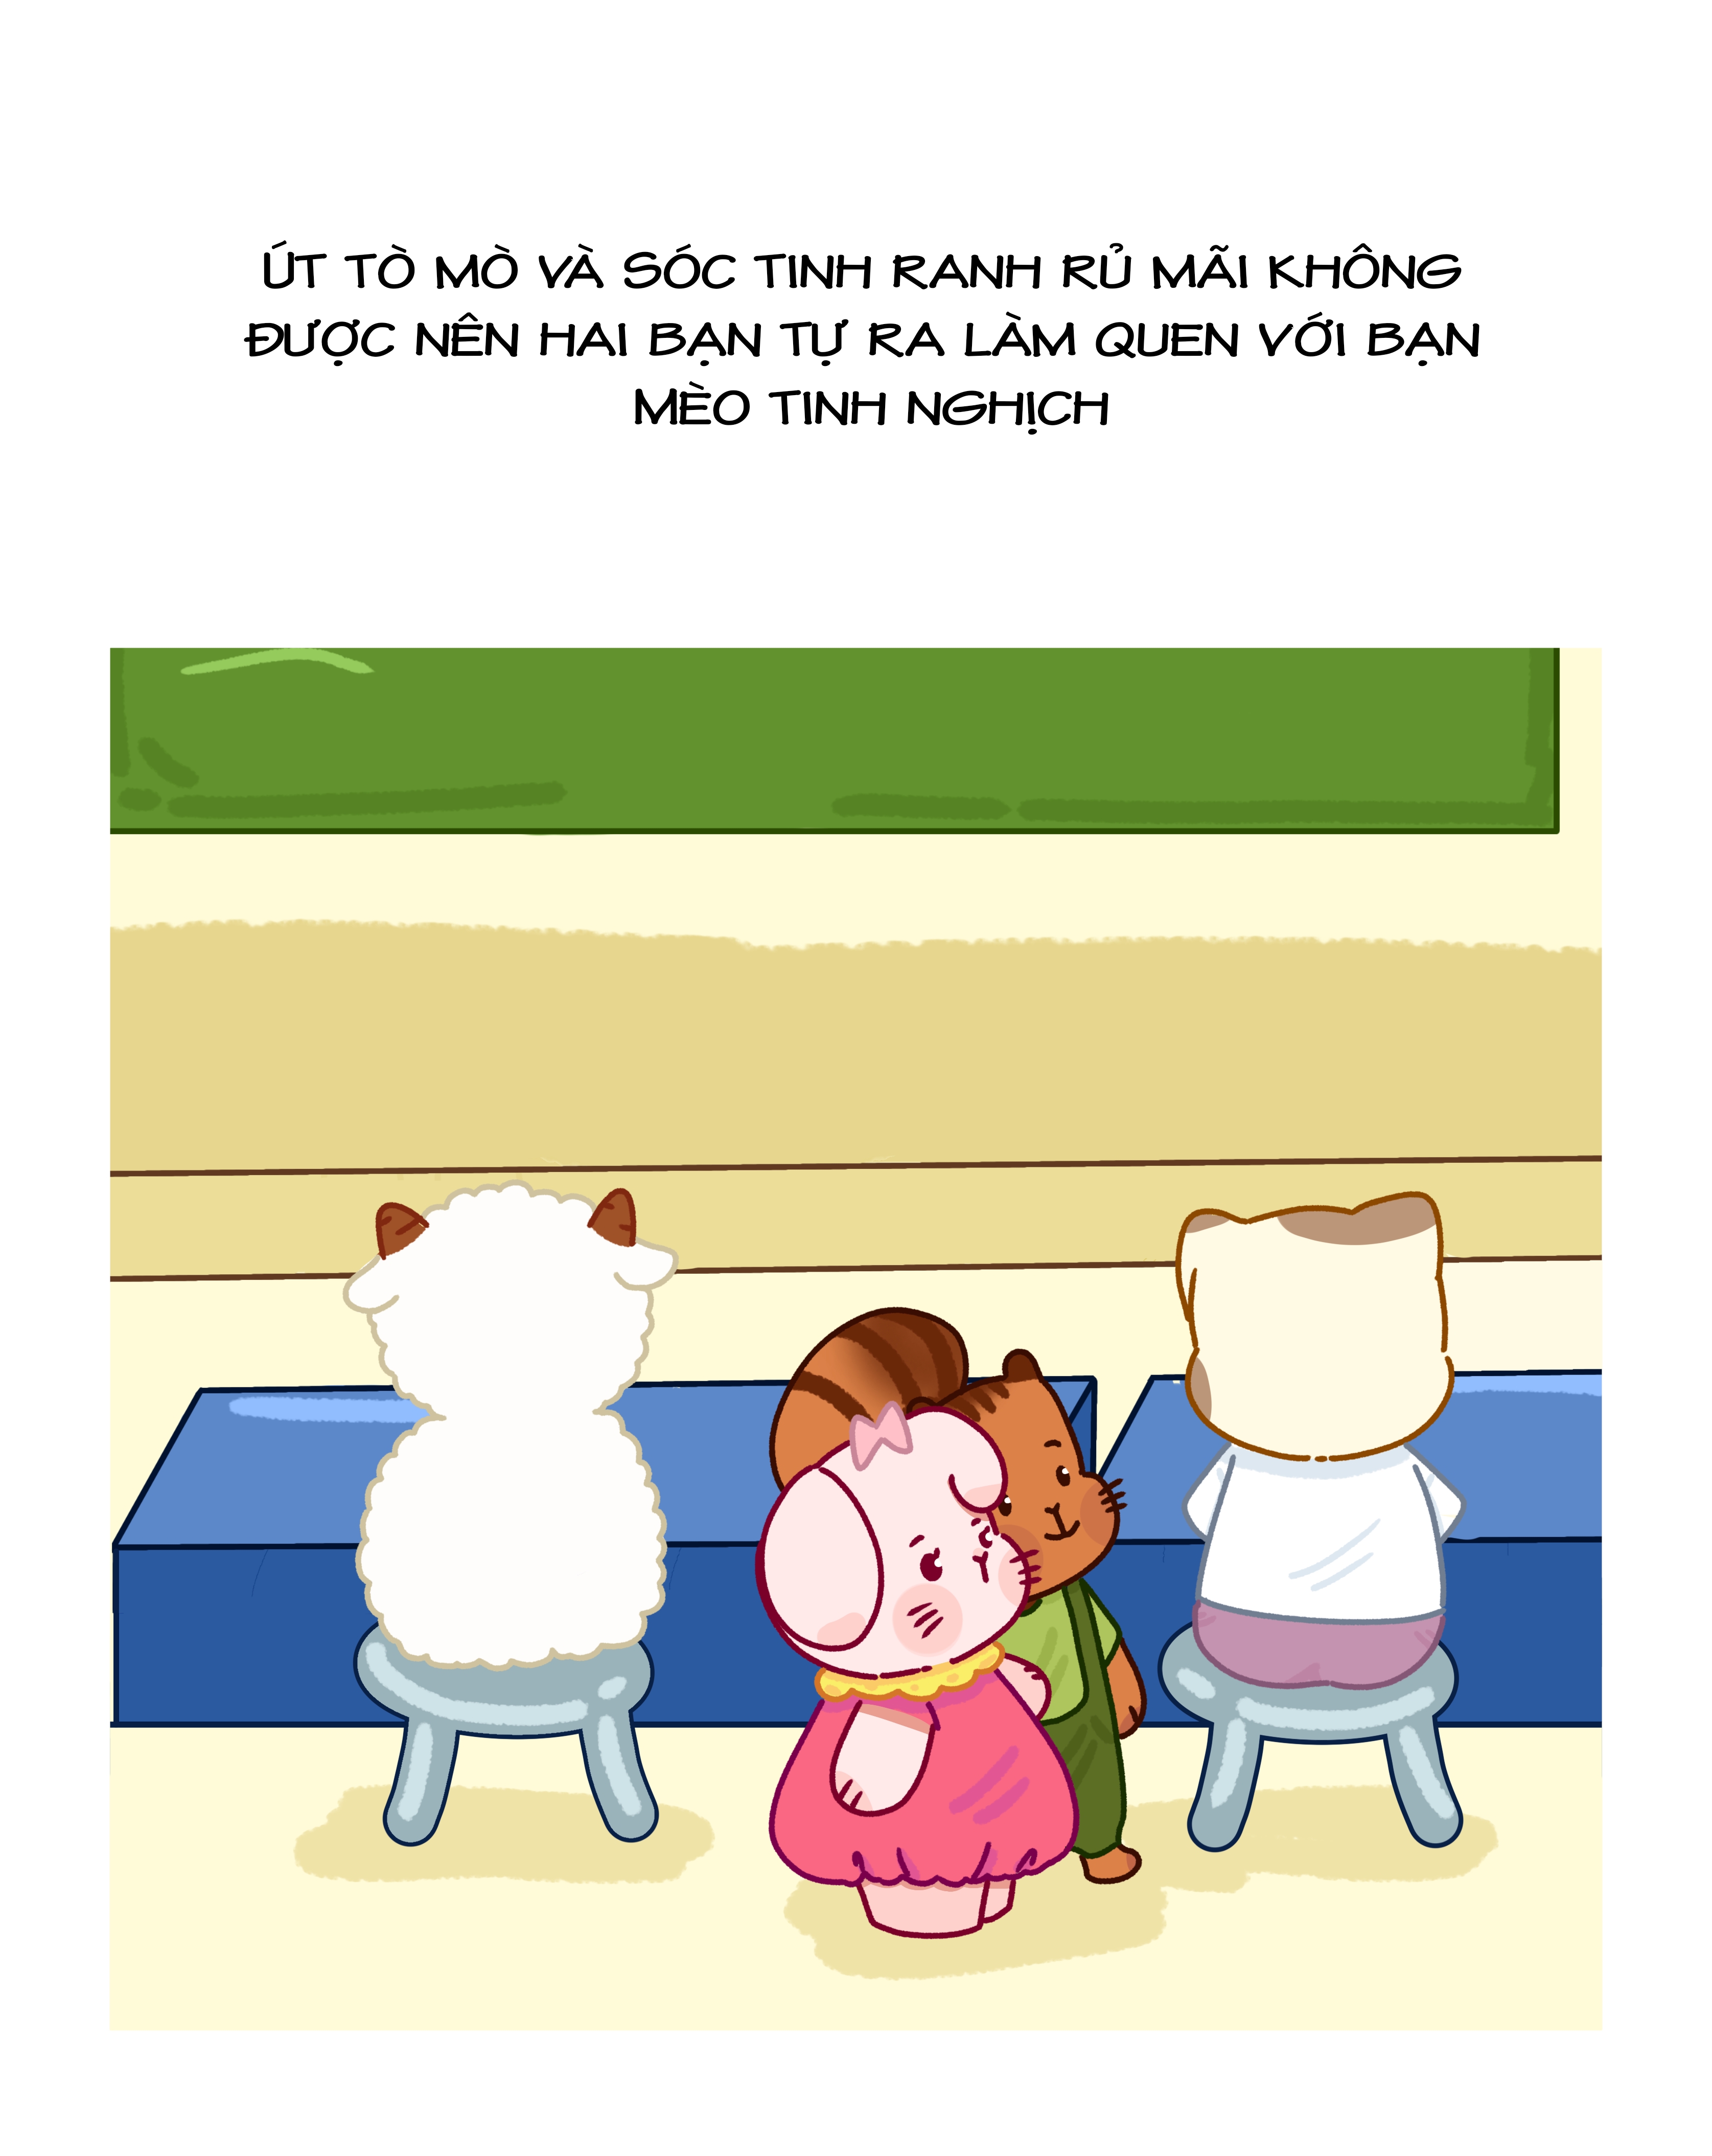 ÚT TÒ MÒ VÀ SÓC TINH RANH RỦ MÃI KHÔNG
ĐƯỢC NÊN HAI BẠN TỰ RA LÀM QUEN VỚI BẠN
MÈO TINH NGHỊCH